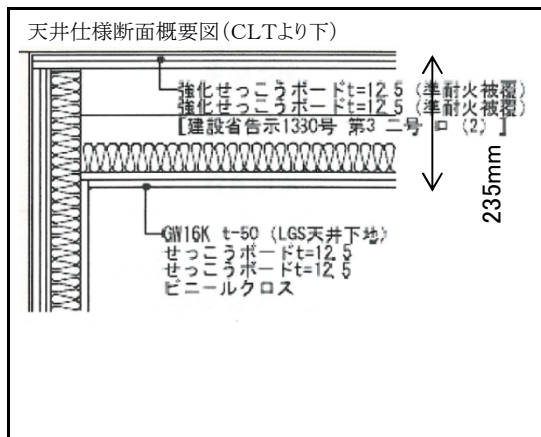 天井仕様断面概要図(CLTより下)
強化せっこうボードt=12.5 (準耐火被覆)
強化せっこうボードt=12.5 (準耐火被覆)
[建設省告示1380号 第3 二号 ロ (2) ]
235mm
GW16K t-50 (LGS天井下地)
せっこうボードt=12.5
せっこうボードt=12.5
ビニールクロス